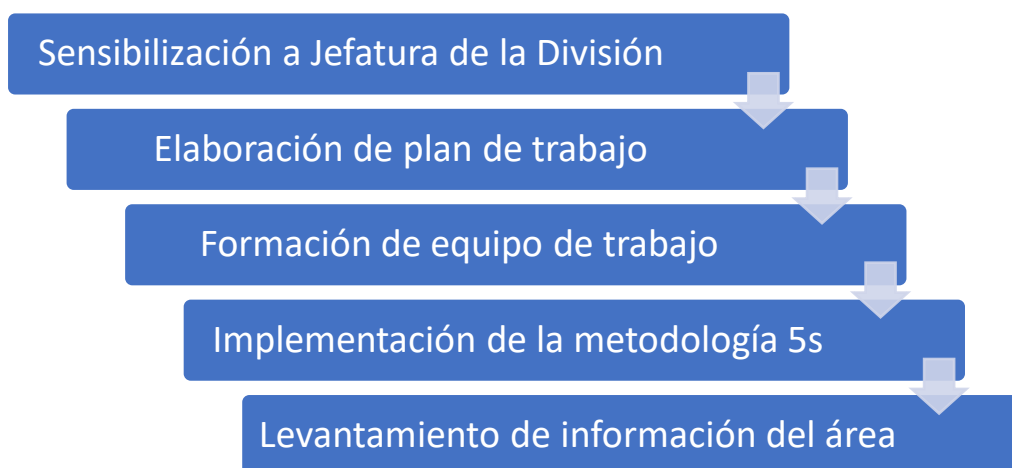 Sensibilización a Jefatura de la División
Elaboración de plan de trabajo
Formación de equipo de trabajo
Implementación de la metodología 5s
Levantamiento de información del área